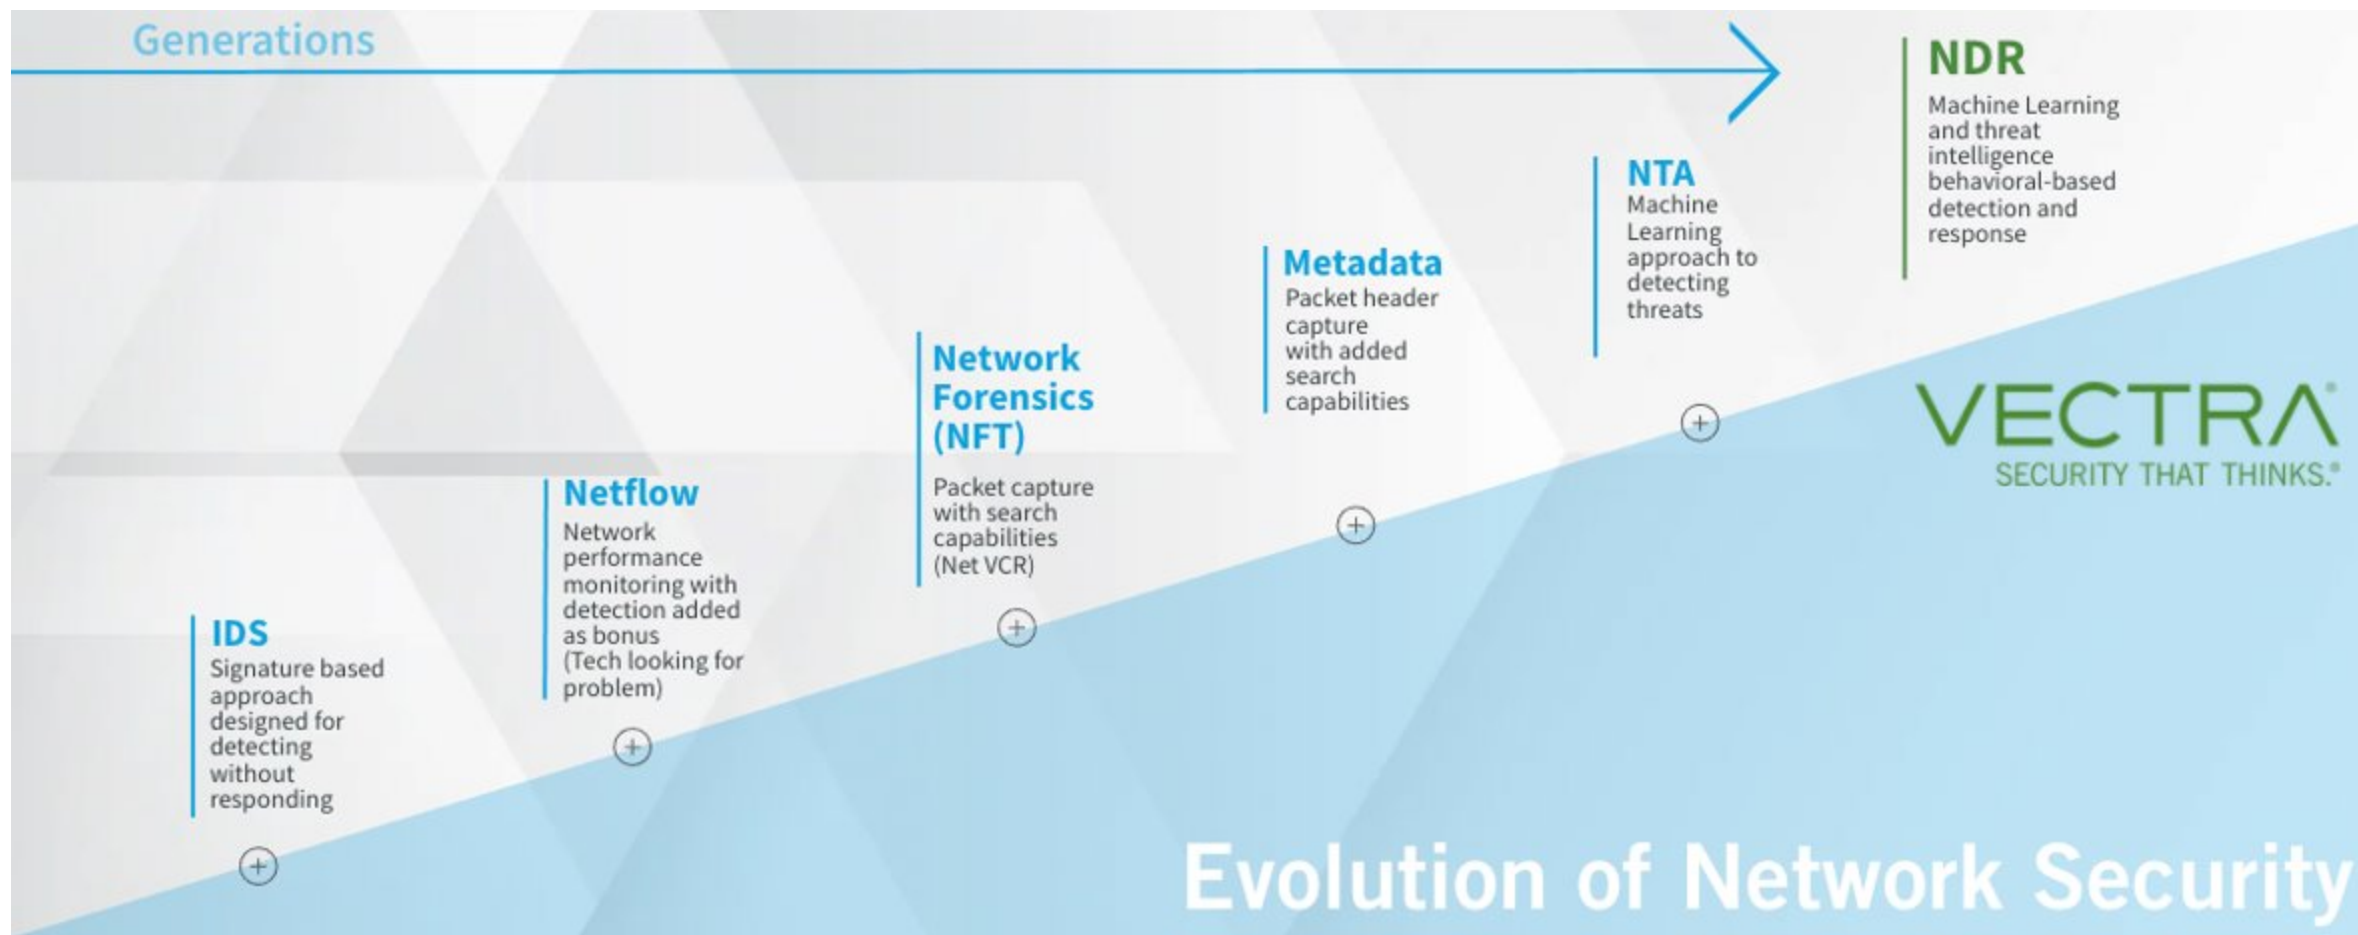 Generations
NDR
Machine Learning
and threat
intelligence
behavioral-based
detection and
response
NTA
Machine
Learning
approach to
detecting
threats
Metadata
Packet header
capture
with added
search
capabilities
Network
Forensics
(NFT)
Packet capture
with search
capabilities
(Net VCR)
Netflow
Network
performance
monitoring with
detection added
as bonus
(Tech looking for
problem)
IDS
Signature based
approach
designed for
detecting
without
responding
VECTRA®
SECURITY THAT THINKS.®
Evolution of Network Security